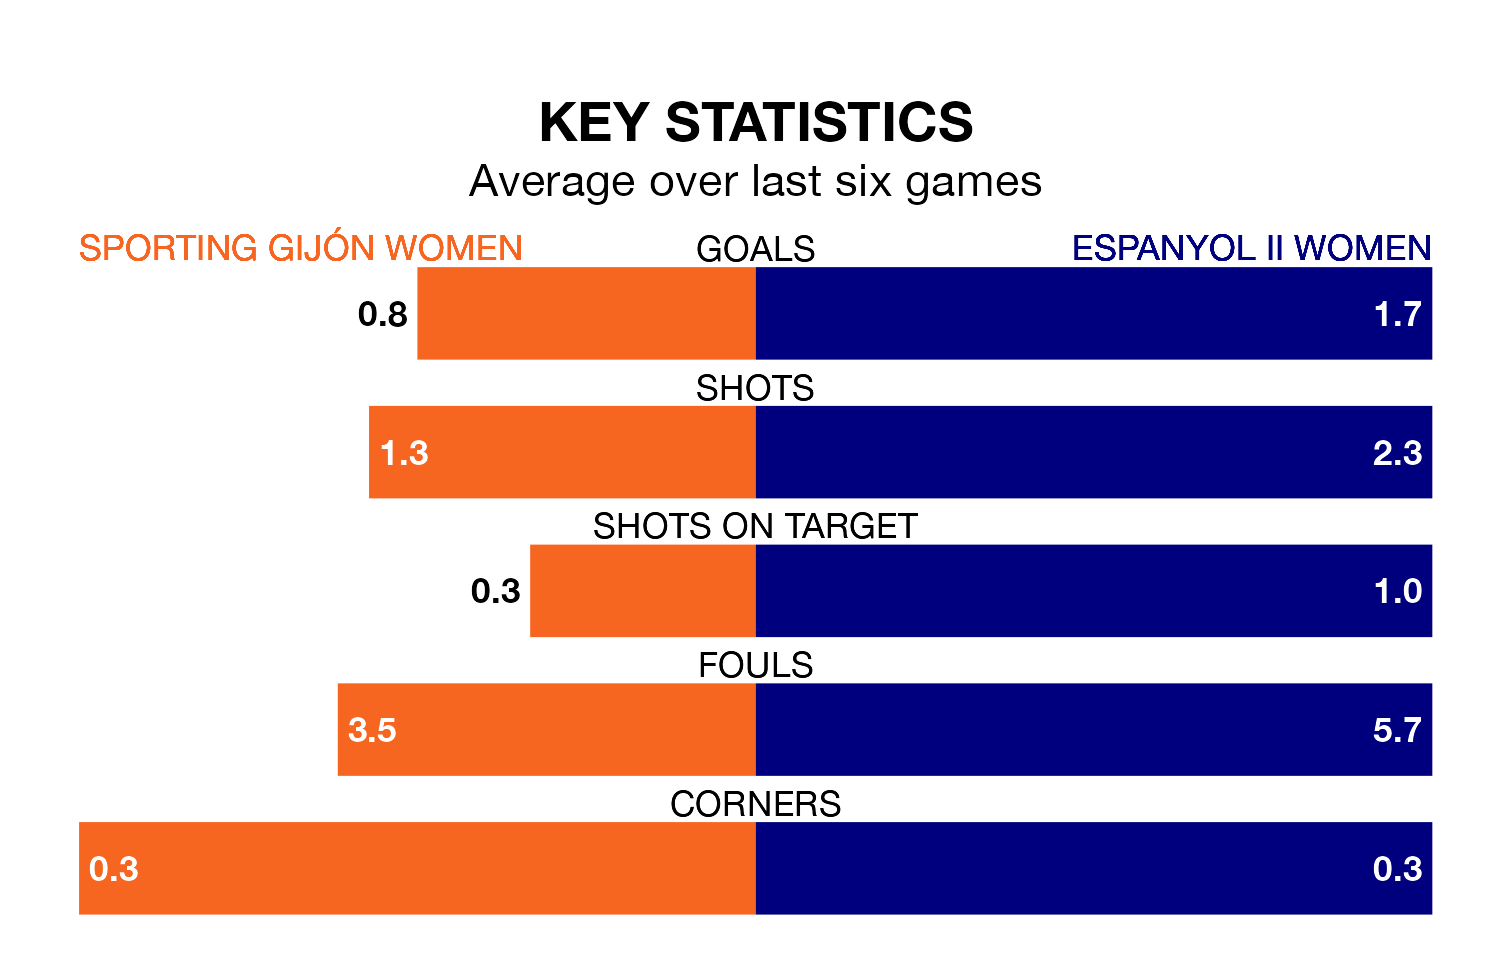 KEY STATISTICS
Average over last six games
SPORTING GIJÓN WOMEN GOALS ESPANYOL II WOMEN
0.8 1.7
SHOTS
1.3 2.3
SHOTS ON TARGET
0.3 1.0
FOULS
3.5 5.7
CORNERS
0.3 0.3